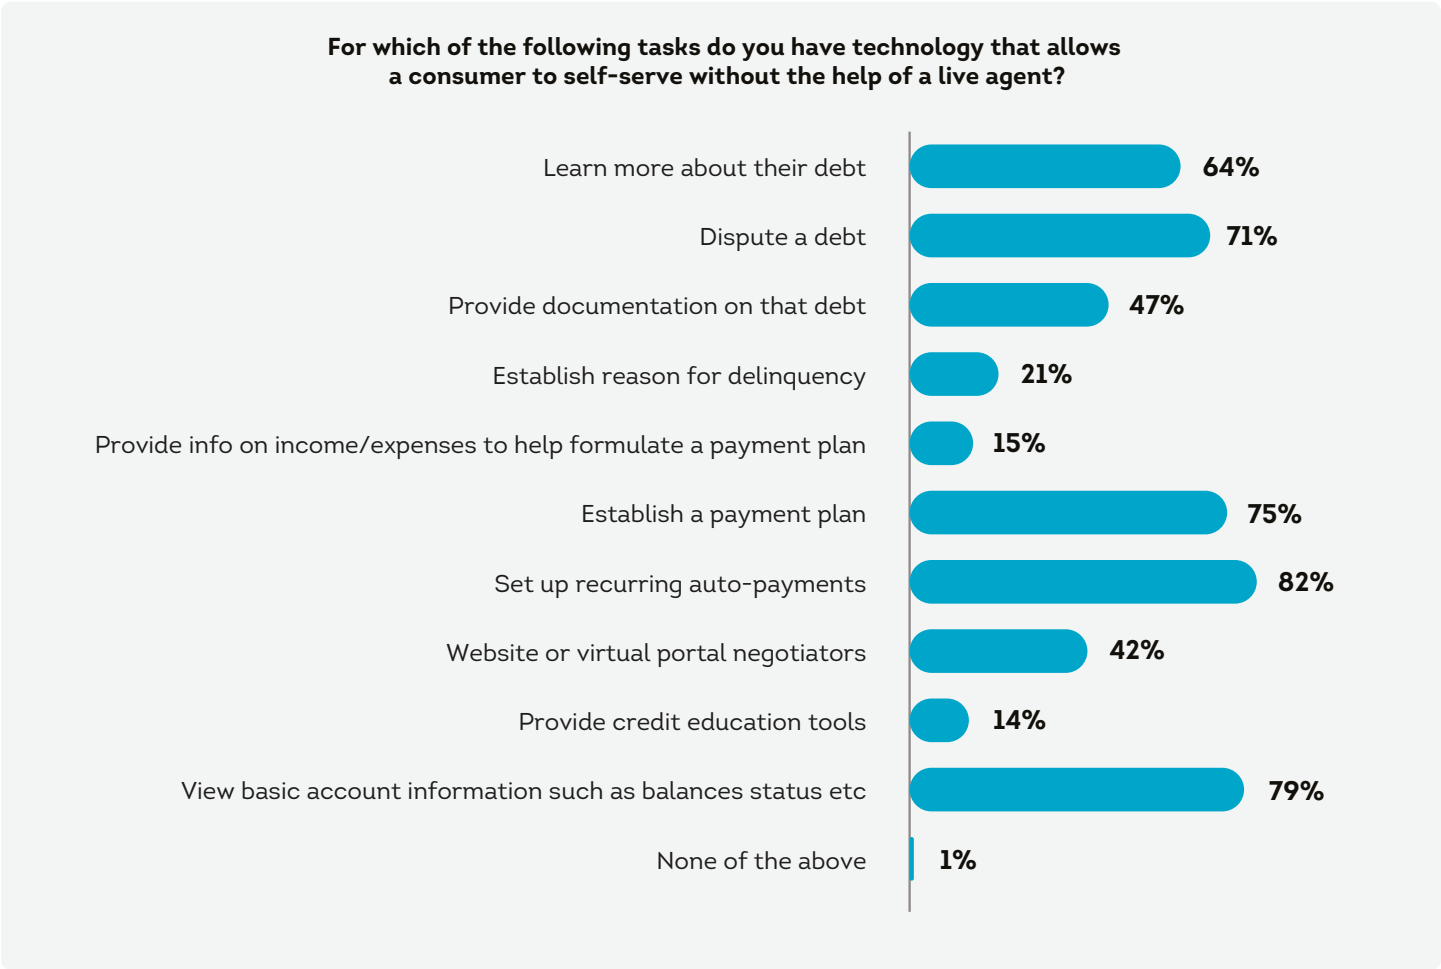 For which of the following tasks do you have technology that allows
a consumer to self-serve without the help of a live agent?
Learn more about their debt 64%
Dispute a debt 71%
Provide documentation on that debt 47%
Establish reason for delinquency 21%
Provide info on income/expenses to help formulate a payment plan 15%
Establish a payment plan 75%
Set up recurring auto-payments 82%
Website or virtual portal negotiators 42%
Provide credit education tools 14%
View basic account information such as balances status etc 79%
None of the above 1%